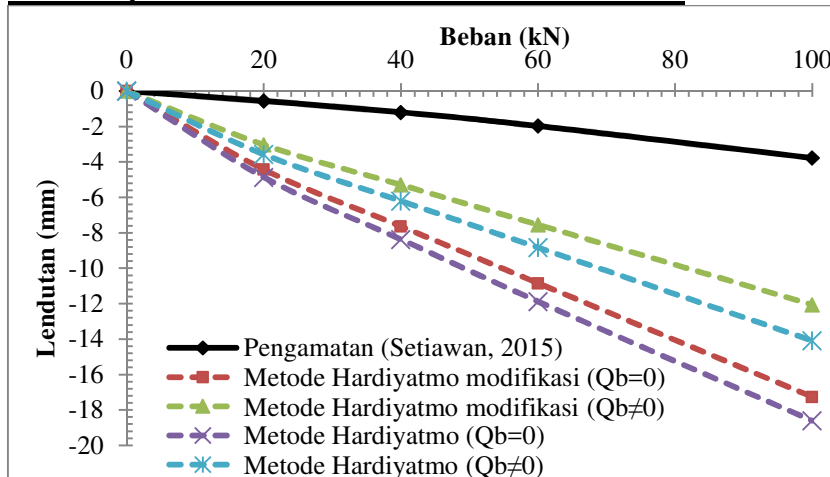 Beban (kN)
0 20 40 60 80 100
0
-2
-4
-6
-8
-10
-12
-14
-16
-18
-20
Lendutan (mm)
Pengamatan (Setiawan, 2015)
Metode Hardiyatmo modifikasi (Qb=0)
Metode Hardiyatmo modifikasi (Qb≠0)
Metode Hardiyatmo (Qb=0)
Metode Hardiyatmo (Qb≠0)